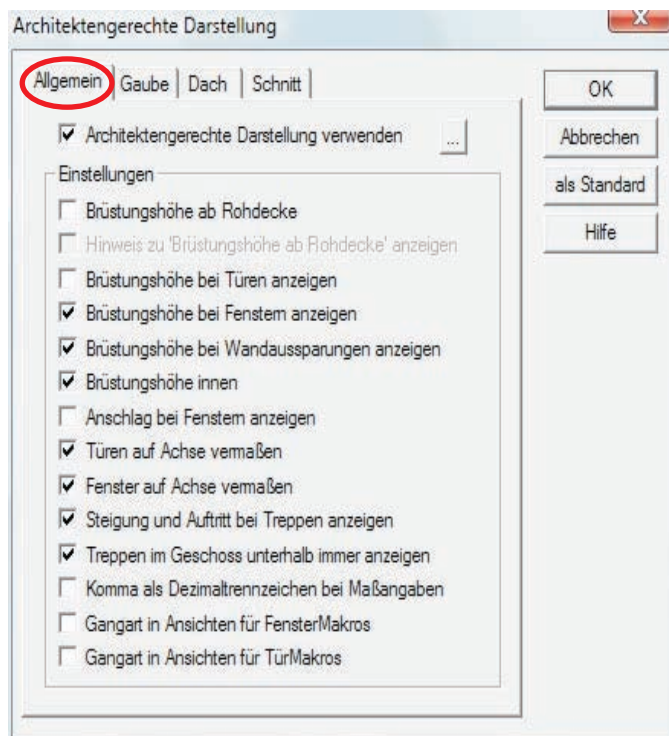 Architektengerechte Darstellung
X
Allgemein Gaube Dach Schnitt
OK
Abbrechen
als Standard
Hilfe
Architektengerechte Darstellung verwenden ...
Einstellungen
Brüstungshöhe ab Rohdecke
Hinweis zu 'Brüstungshöhe ab Rohdecke' anzeigen
Brüstungshöhe bei Türen anzeigen
Brüstungshöhe bei Fenstern anzeigen
Brüstungshöhe bei Wandaussparungen anzeigen
Brüstungshöhe innen
Anschlag bei Fenstern anzeigen
Türen auf Achse vermaßen
Fenster auf Achse vermaßen
Steigung und Auftritt bei Treppen anzeigen
Treppen im Geschoss unterhalb immer anzeigen
Komma als Dezimaltrennzeichen bei Maßangaben
Gangart in Ansichten für FensterMakros
Gangart in Ansichten für TürMakros